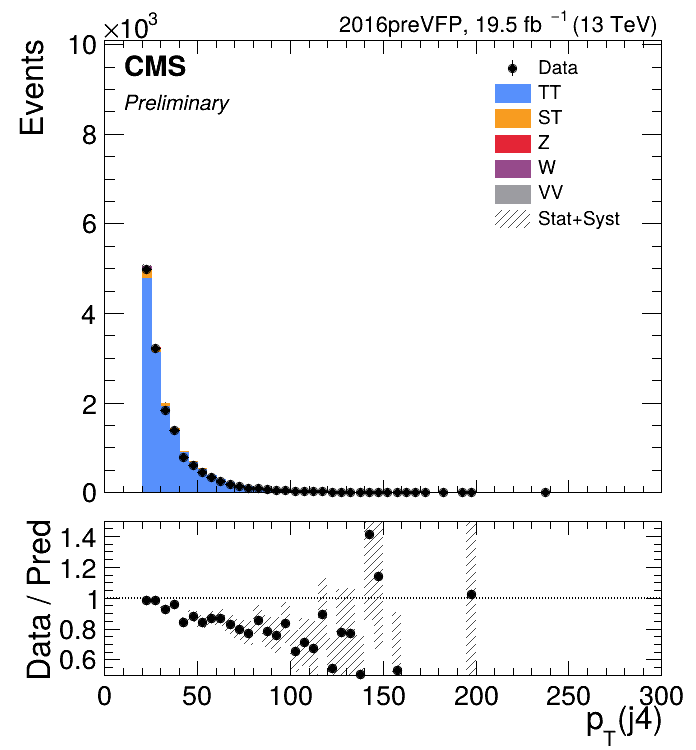 ×10³
2016preVFP, 19.5 fb⁻¹ (13 TeV)
Events
10
8
6
4
2
0
CMS
Preliminary
Data
TT
ST
Z
W
VV
Stat+Syst
Data / Pred
1.4
1.2
1
0.8
0.6
0 50 100 150 200 250 300
p_T(j4)